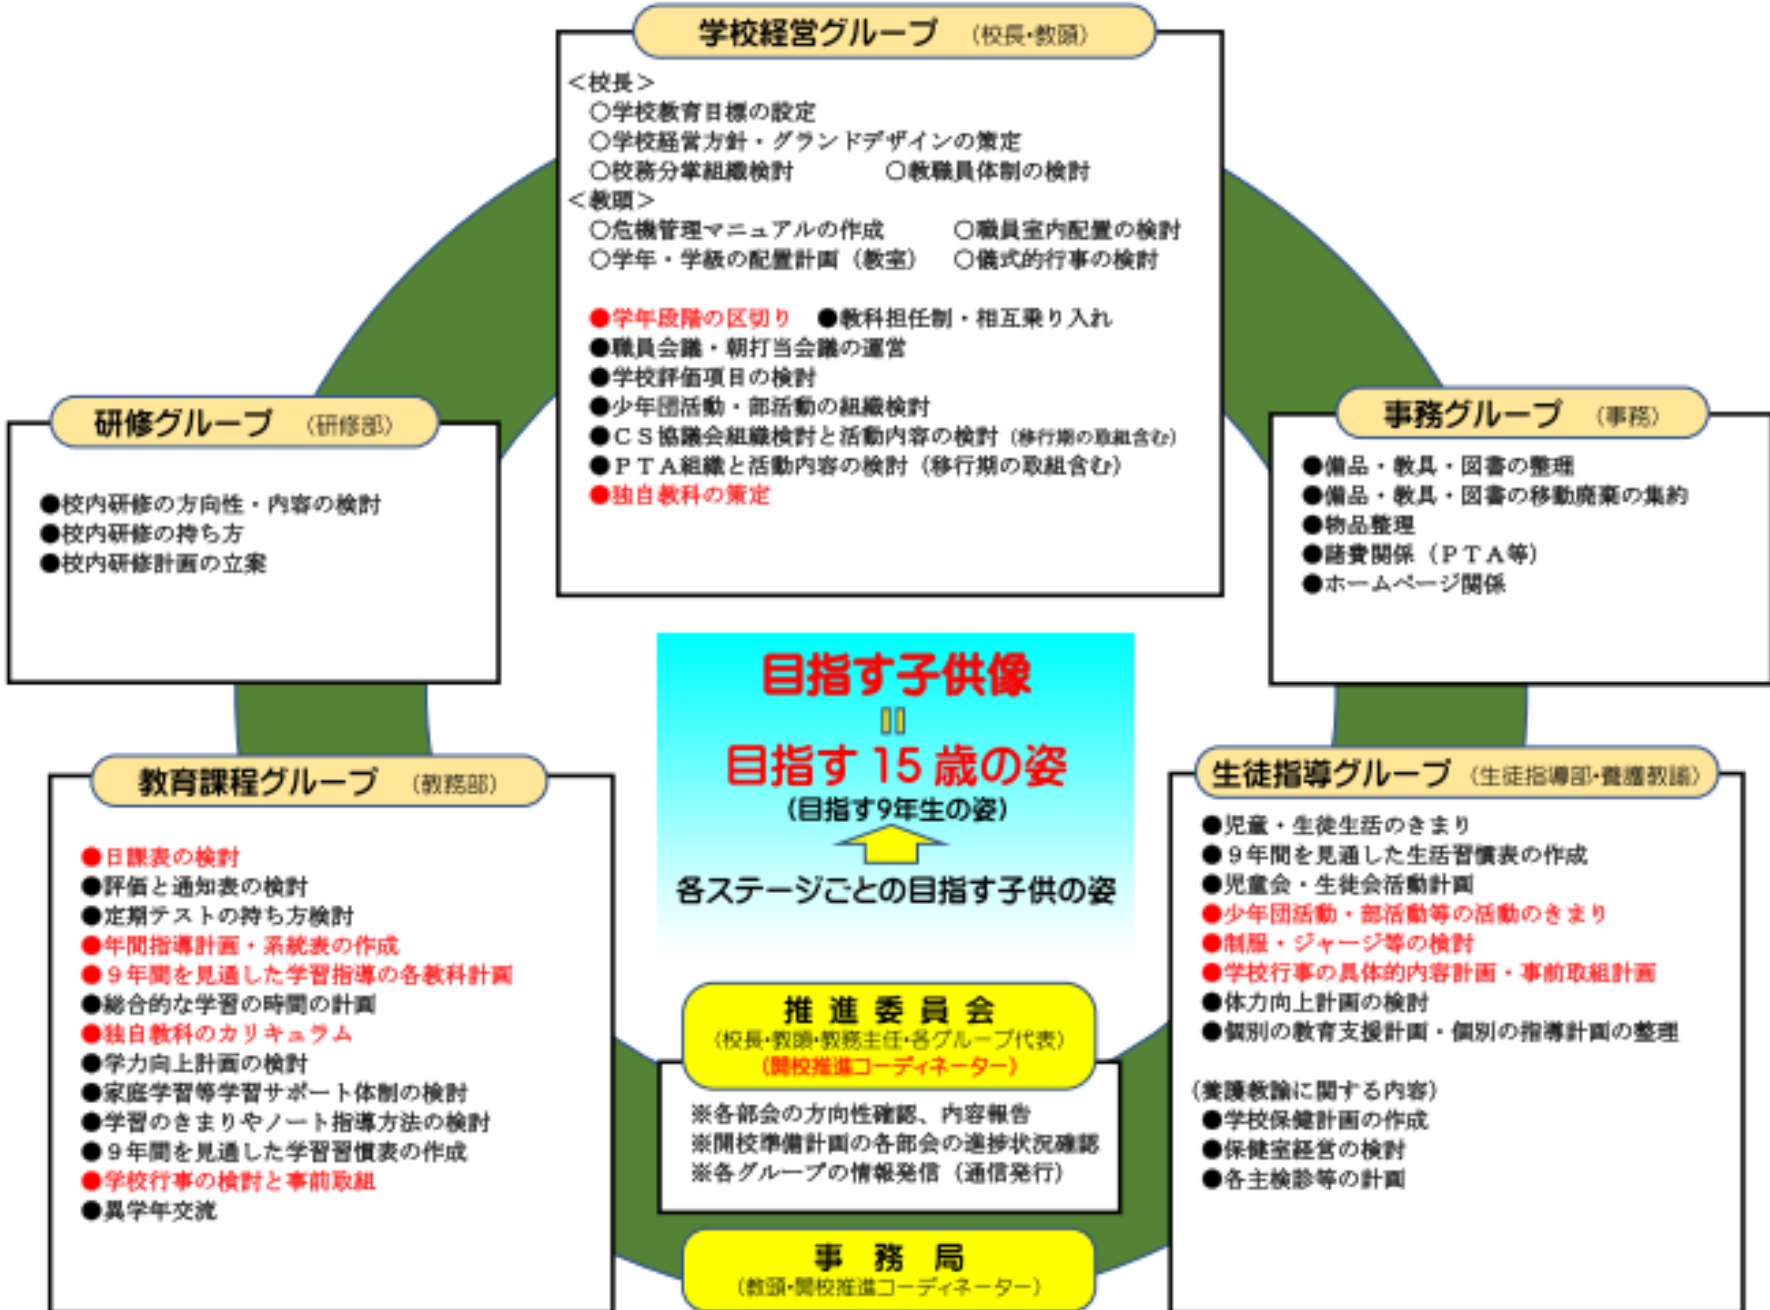 学校経営グループ （校長・教頭）
＜校長＞
○学校教育目標の設定
○学校経営方針・グランドデザインの策定
○校務分掌組織検討 ○教職員体制の検討
＜教頭＞
○危機管理マニュアルの作成 ○職員室内配置の検討
○学年・学級の配置計画（教室） ○儀式的行事の検討
●学年段階の区切り ●教科担任制・相互乗り入れ
●職員会議・朝打当会議の運営
●学校評価項目の検討
●少年団活動・部活動の組織検討
●ＣＳ協議会組織検討と活動内容の検討（移行期の取組含む）
●ＰＴＡ組織と活動内容の検討（移行期の取組含む）
●独自教科の策定
研修グループ （研修部）
●校内研修の方向性・内容の検討
●校内研修の持ち方
●校内研修計画の立案
事務グループ （事務）
●備品・教具・図書の整理
●備品・教具・図書の移動廃棄の集約
●物品整理
●諸費関係（ＰＴＡ等）
●ホームページ関係
目指す子供像
＝
目指す15歳の姿
（目指す9年生の姿）
各ステージごとの目指す子供の姿
教育課程グループ （教務部）
●日課表の検討
●評価と通知表の検討
●定期テストの持ち方検討
●年間指導計画・系統表の作成
●９年間を見通した学習指導の各教科計画
●総合的な学習の時間の計画
●独自教科のカリキュラム
●学力向上計画の検討
●家庭学習等学習サポート体制の検討
●学習のきまりやノート指導方法の検討
●９年間を見通した学習習慣表の作成
●学校行事の検討と事前取組
●異学年交流
生徒指導グループ （生徒指導部・養護教諭）
●児童・生徒生活のきまり
●９年間を見通した生活習慣表の作成
●児童会・生徒会活動計画
●少年団活動・部活動等の活動のきまり
●制服・ジャージ等の検討
●学校行事の具体的内容計画・事前取組計画
●体力向上計画の検討
●個別の教育支援計画・個別の指導計画の整理
（養護教諭に関する内容）
●学校保健計画の作成
●保健室経営の検討
●各主検診等の計画
推進委員会
（校長・教頭・教務主任・各グループ代表）
（開校推進コーディネーター）
※各部会の方向性確認、内容報告
※開校準備計画の各部会の進捗状況確認
※各グループの情報発信（通信発行）
事務局
（教頭・開校推進コーディネーター）